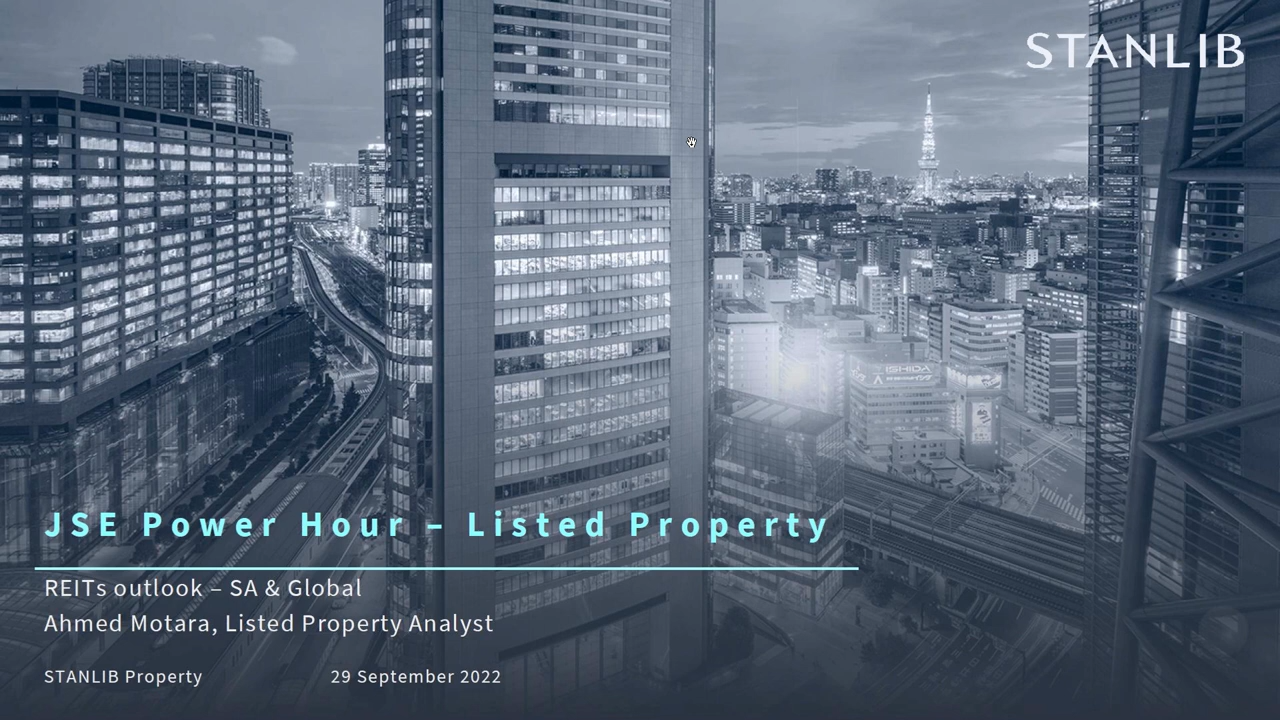 STANLIB
ISHIDA
JSE Power Hour – Listed Property
REITs outlook – SA & Global
Ahmed Motara, Listed Property Analyst
STANLIB Property 29 September 2022